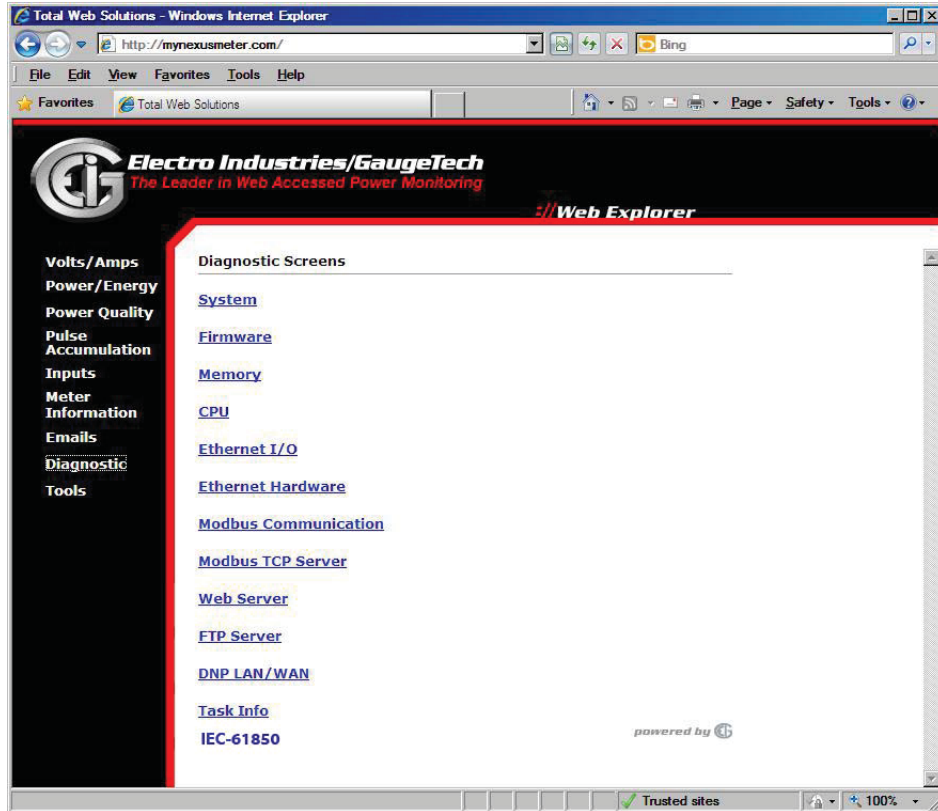 Total Web Solutions - Windows Internet Explorer
http://mynexusmeter.com/
Bing
File Edit View Favorites Tools Help
Favorites Total Web Solutions Page Safety Tools
EIG Electro Industries/GaugeTech
The Leader in Web Accessed Power Monitoring
://Web Explorer
Volts/Amps
Power/Energy
Power Quality
Pulse
Accumulation
Inputs
Meter
Information
Emails
Diagnostic
Tools
Diagnostic Screens
System
Firmware
Memory
CPU
Ethernet I/O
Ethernet Hardware
Modbus Communication
Modbus TCP Server
Web Server
FTP Server
DNP LAN/WAN
Task Info
IEC-61850
powered by EIG
Trusted sites 100%